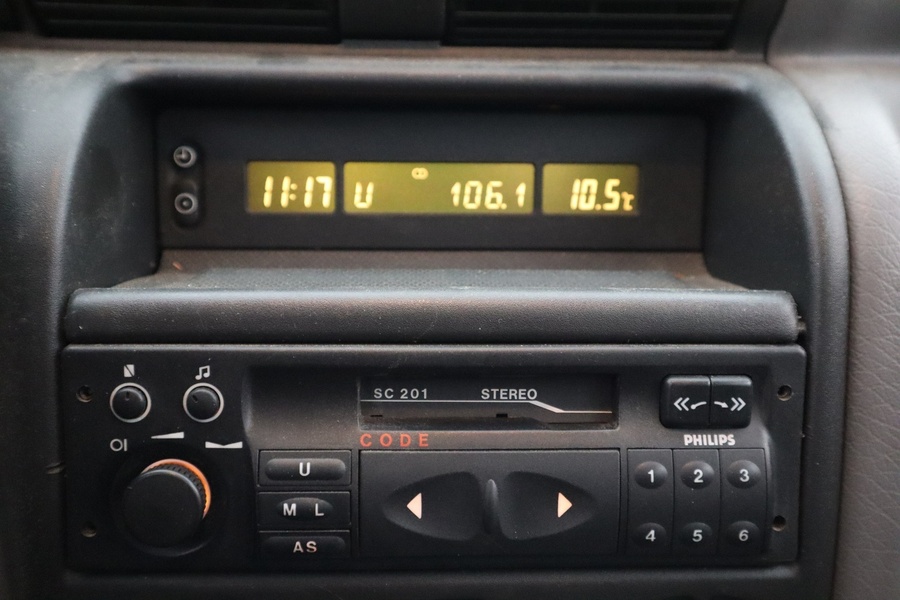 11:17 U 106.1 10.5℃
SC 201 STEREO
CODE
PHILIPS
U
1 2 3
M L
4 5 6
AS